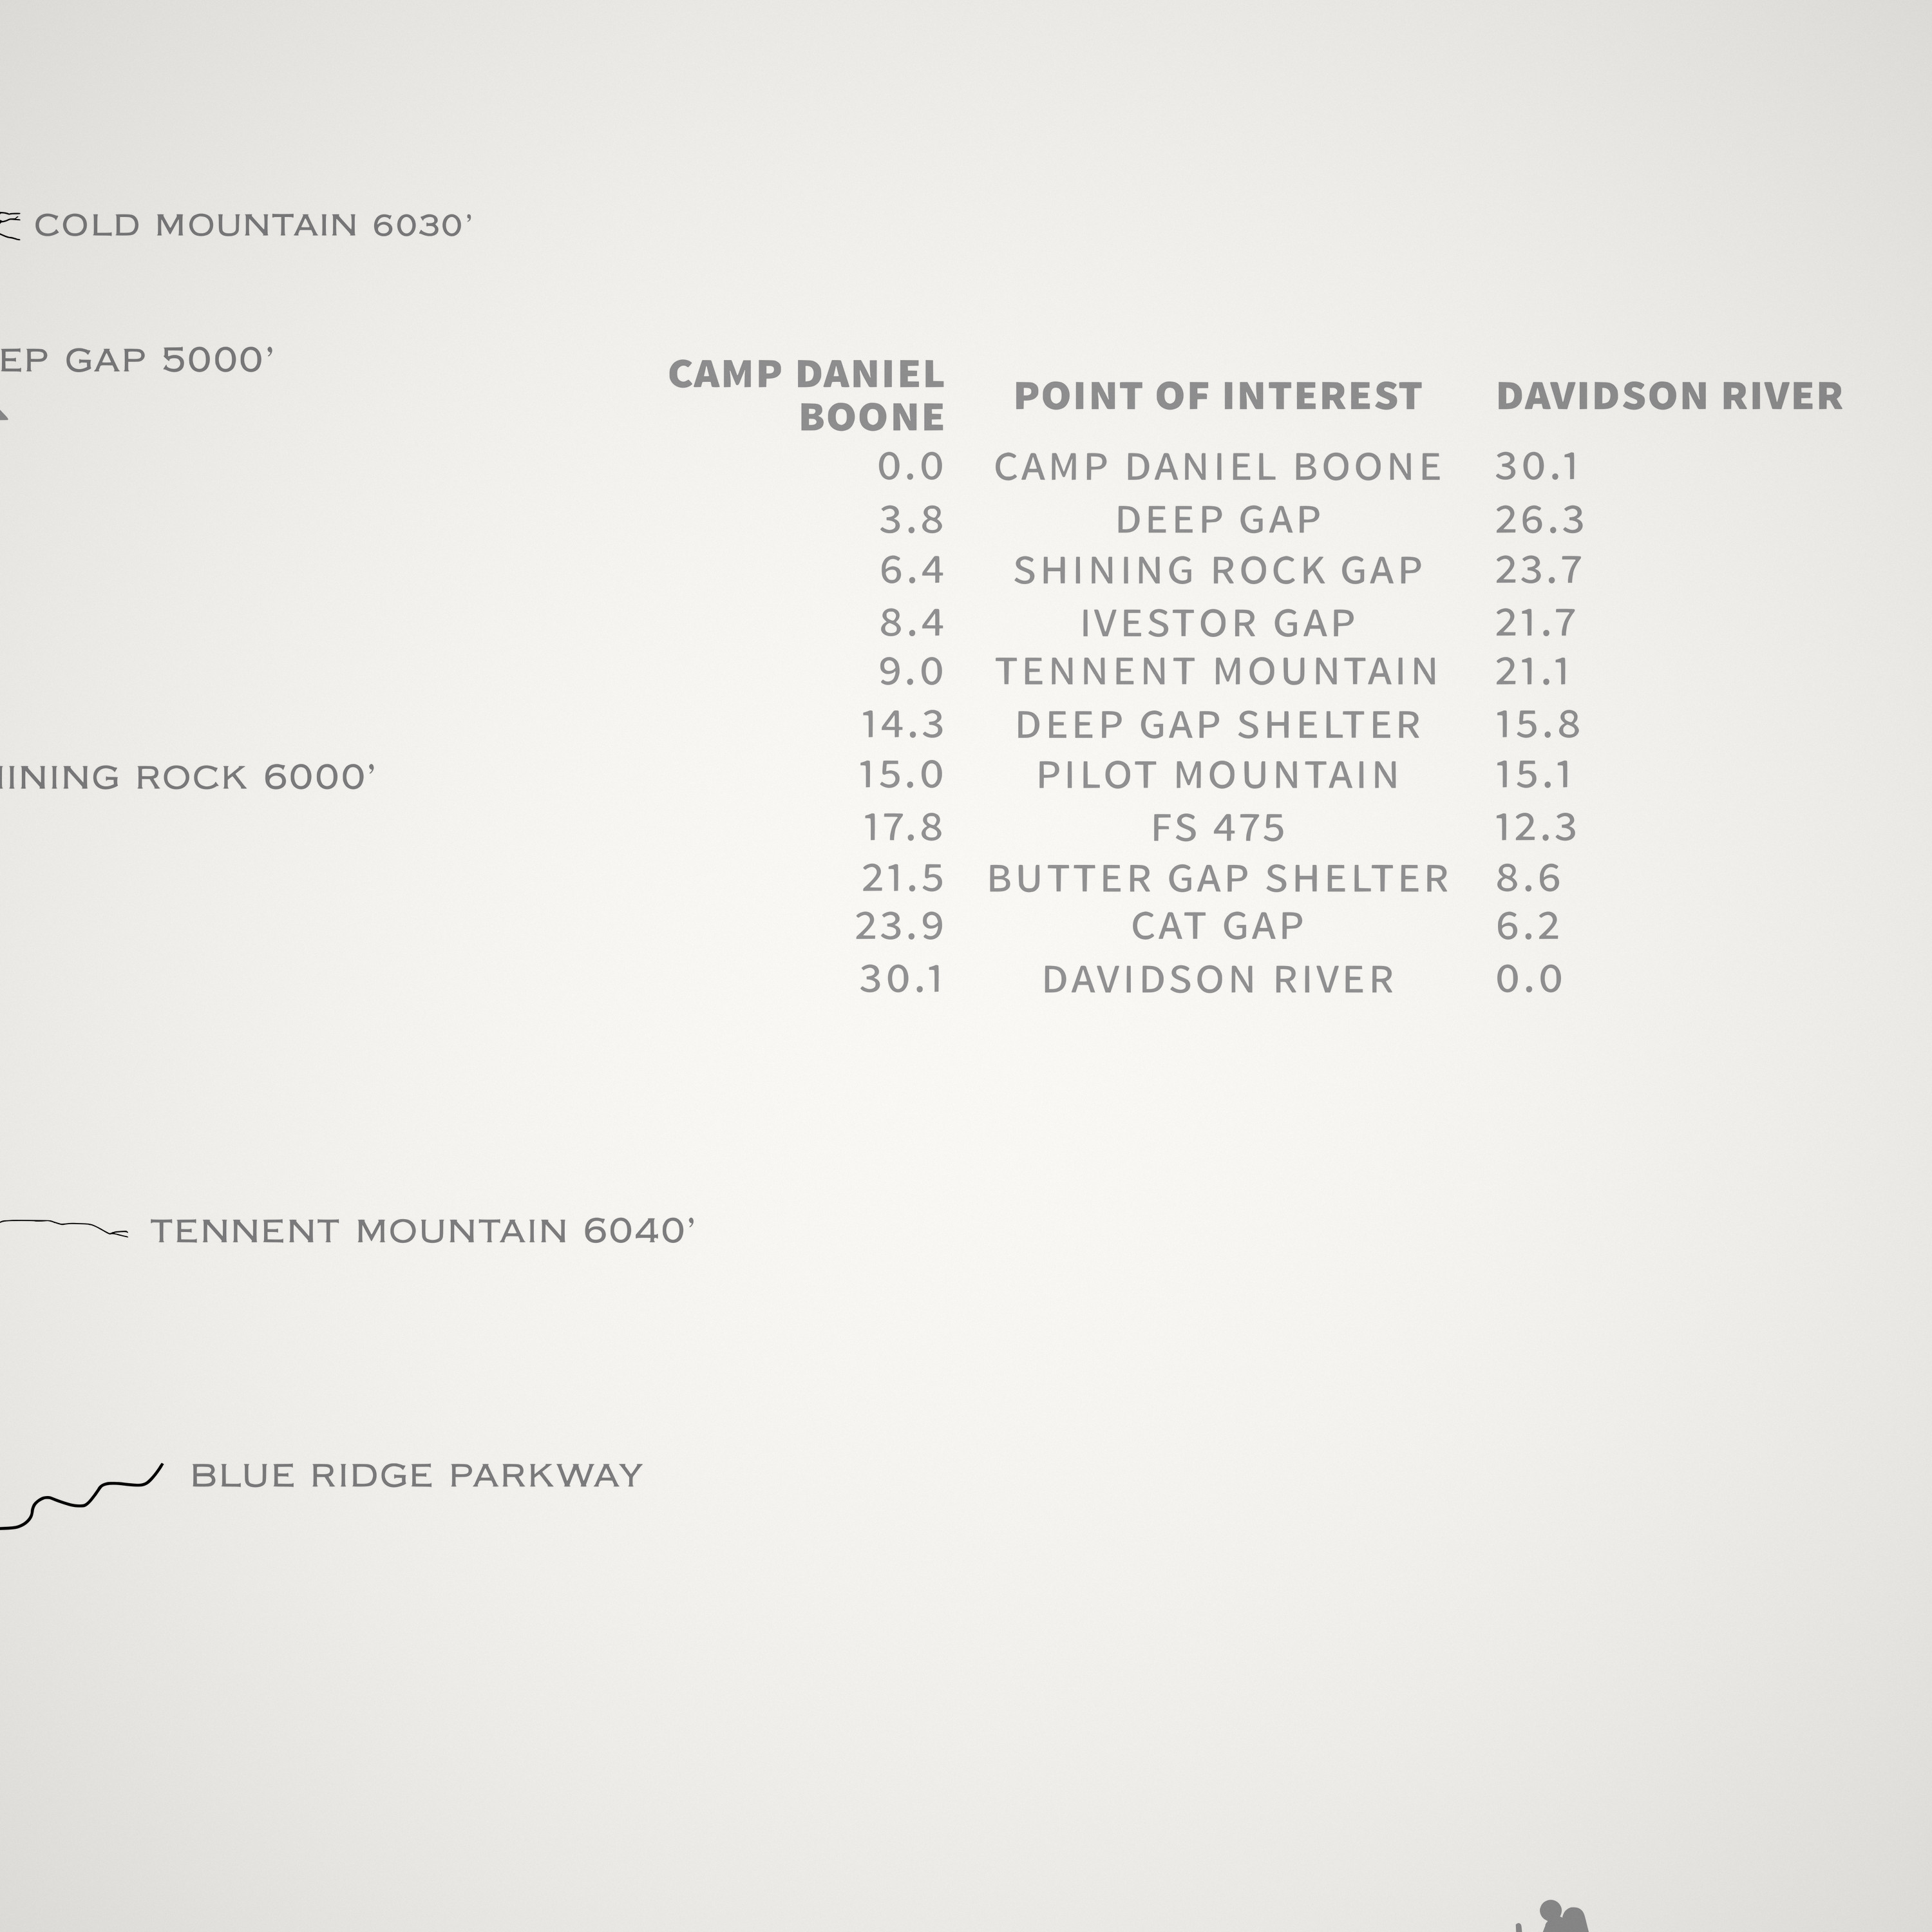 COLD MOUNTAIN 6030’
EP GAP 5000’
CAMP DANIEL
BOONE
POINT OF INTEREST DAVIDSON RIVER
0.0 CAMP DANIEL BOONE 30.1
3.8 DEEP GAP 26.3
6.4 SHINING ROCK GAP 23.7
8.4 IVESTOR GAP 21.7
9.0 TENNENT MOUNTAIN 21.1
14.3 DEEP GAP SHELTER 15.8
INING ROCK 6000’
15.0 PILOT MOUNTAIN 15.1
17.8 FS 475 12.3
21.5 BUTTER GAP SHELTER 8.6
23.9 CAT GAP 6.2
30.1 DAVIDSON RIVER 0.0
TENNENT MOUNTAIN 6040’
BLUE RIDGE PARKWAY